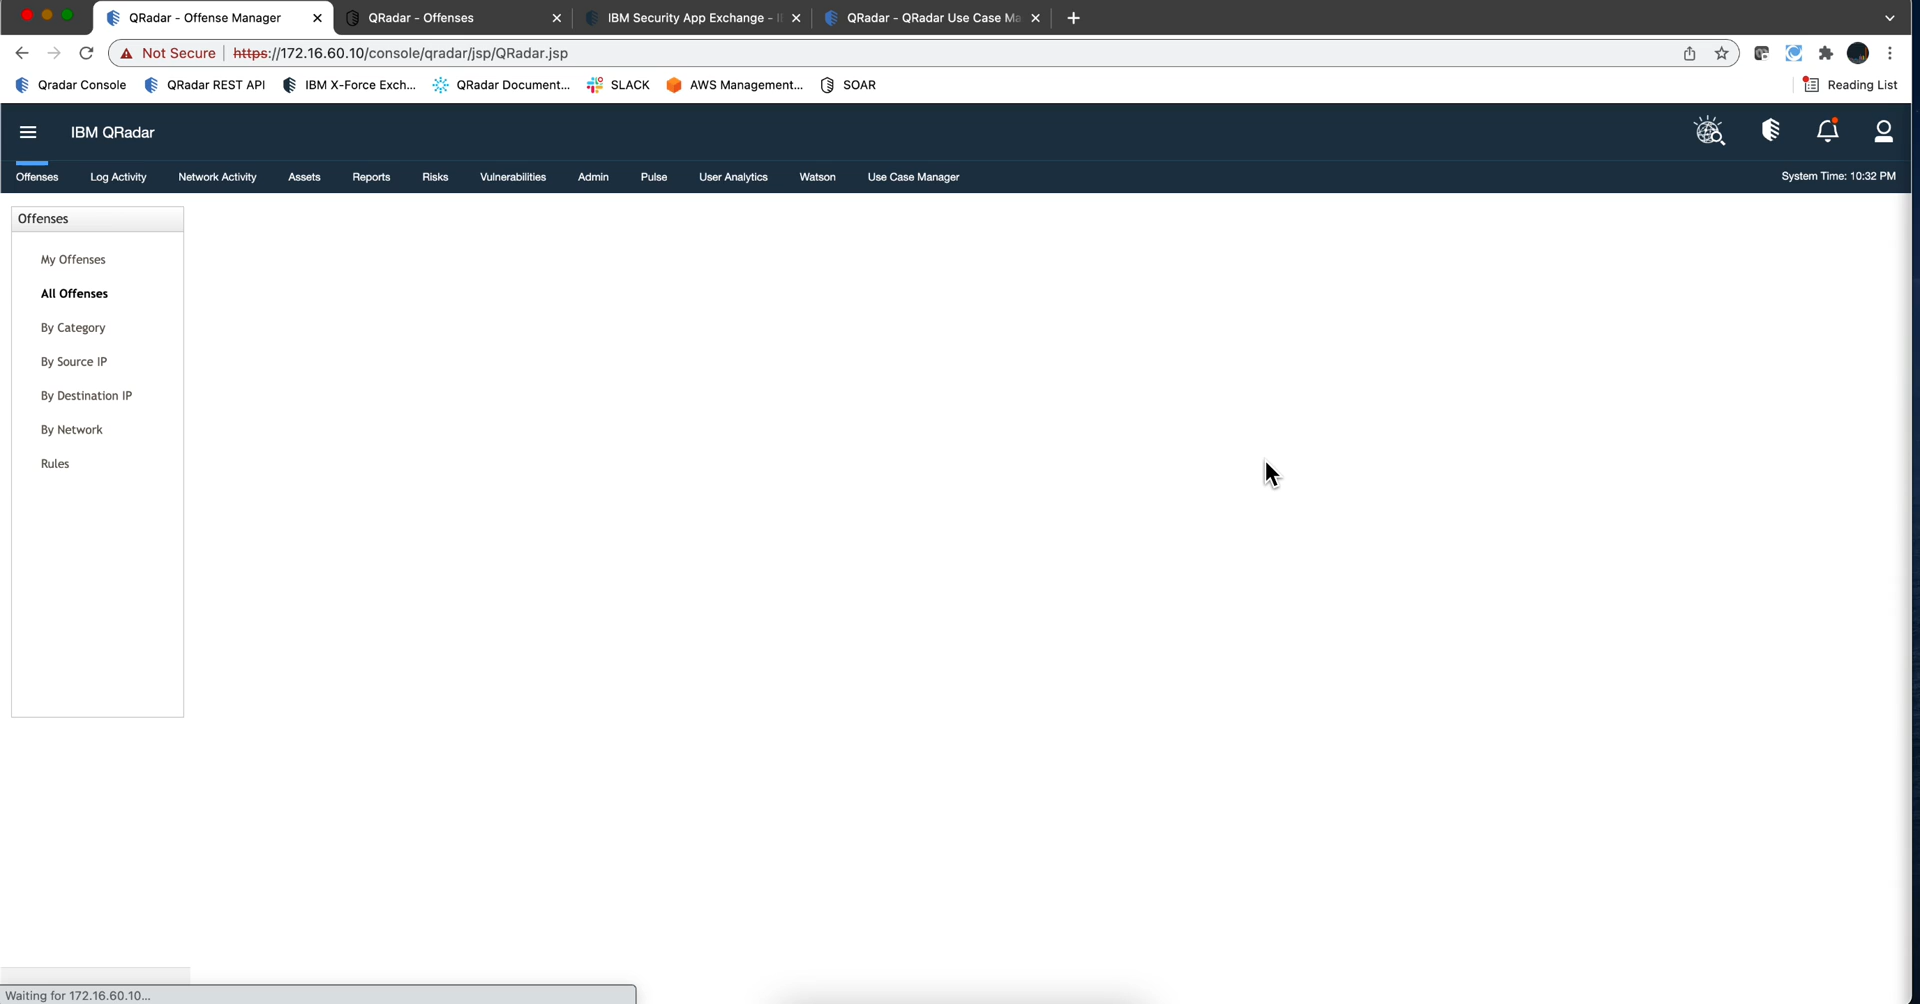 QRadar - Offense Manager
QRadar - Offenses
IBM Security App Exchange - I
QRadar - QRadar Use Case Ma
Not Secure https://172.16.60.10/console/qradar/jsp/QRadar.jsp
Qradar Console QRadar REST API IBM X-Force Exch... QRadar Document... SLACK AWS Management... SOAR Reading List
IBM QRadar
Offenses Log Activity Network Activity Assets Reports Risks Vulnerabilities Admin Pulse User Analytics Watson Use Case Manager System Time: 10:32 PM
Offenses
My Offenses
All Offenses
By Category
By Source IP
By Destination IP
By Network
Rules
Waiting for 172.16.60.10...